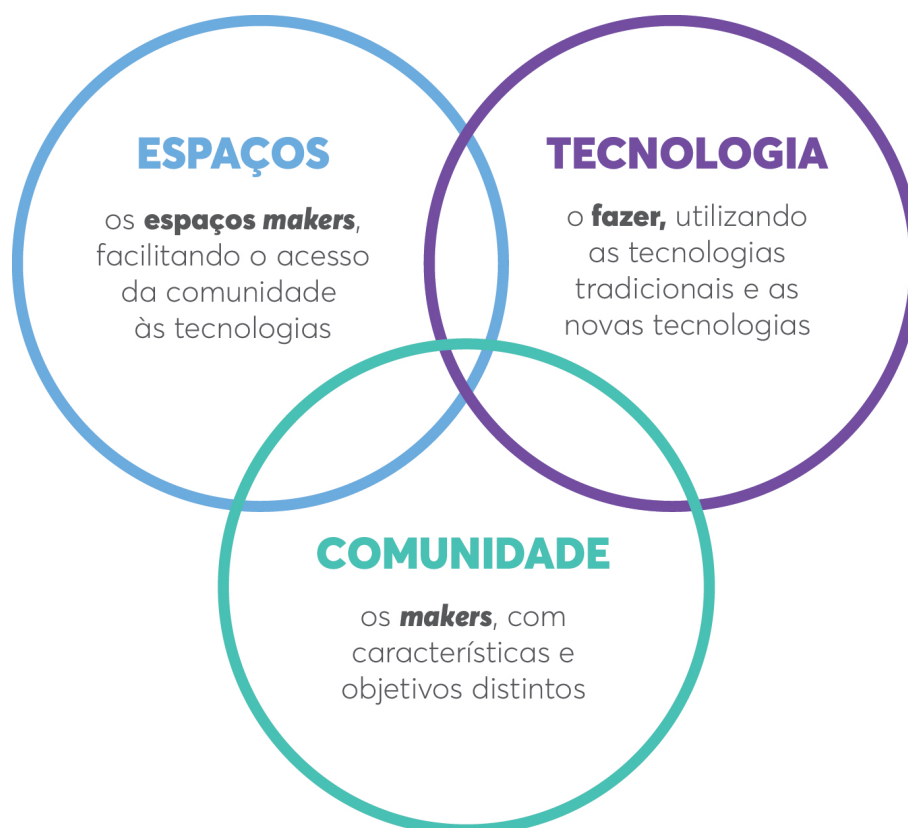 ESPAÇOS
os espaços makers,
facilitando o acesso
da comunidade
às tecnologias
TECNOLOGIA
o fazer, utilizando
as tecnologias
tradicionais e as
novas tecnologias
COMUNIDADE
os makers, com
características e
objetivos distintos